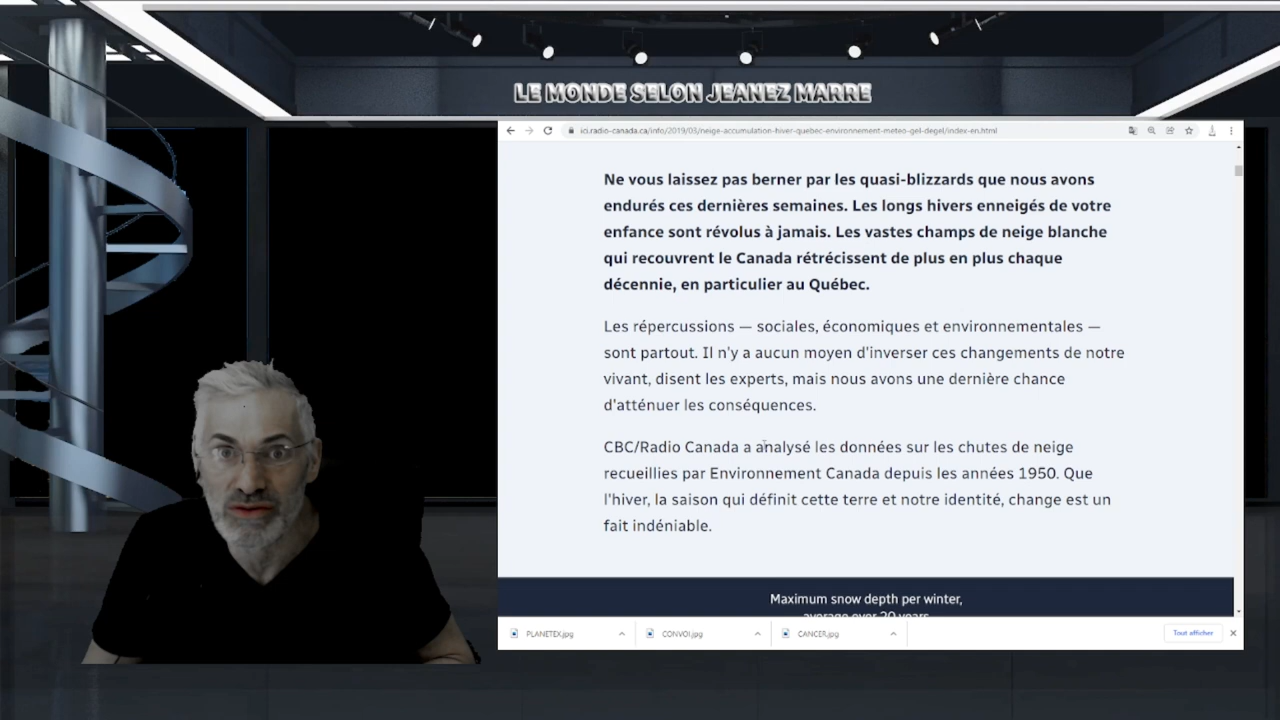 LE MONDE SELON JEANEZ MARRE
ici.radio-canada.ca/info/2019/03/neige-accumulation-hiver-quebec-environnement-meteo-gel-degel/index-en.html
Ne vous laissez pas berner par les quasi-blizzards que nous avons
endurés ces dernières semaines. Les longs hivers enneigés de votre
enfance sont révolus à jamais. Les vastes champs de neige blanche
qui recouvrent le Canada rétrécissent de plus en plus chaque
décennie, en particulier au Québec.
Les répercussions — sociales, économiques et environnementales —
sont partout. Il n'y a aucun moyen d'inverser ces changements de notre
vivant, disent les experts, mais nous avons une dernière chance
d'atténuer les conséquences.
CBC/Radio Canada a analysé les données sur les chutes de neige
recueillies par Environnement Canada depuis les années 1950. Que
l'hiver, la saison qui définit cette terre et notre identité, change est un
fait indéniable.
Maximum snow depth per winter,
average over 20 years
PLANETEX.jpg
CONVOI.jpg
CANCER.jpg
Tout afficher